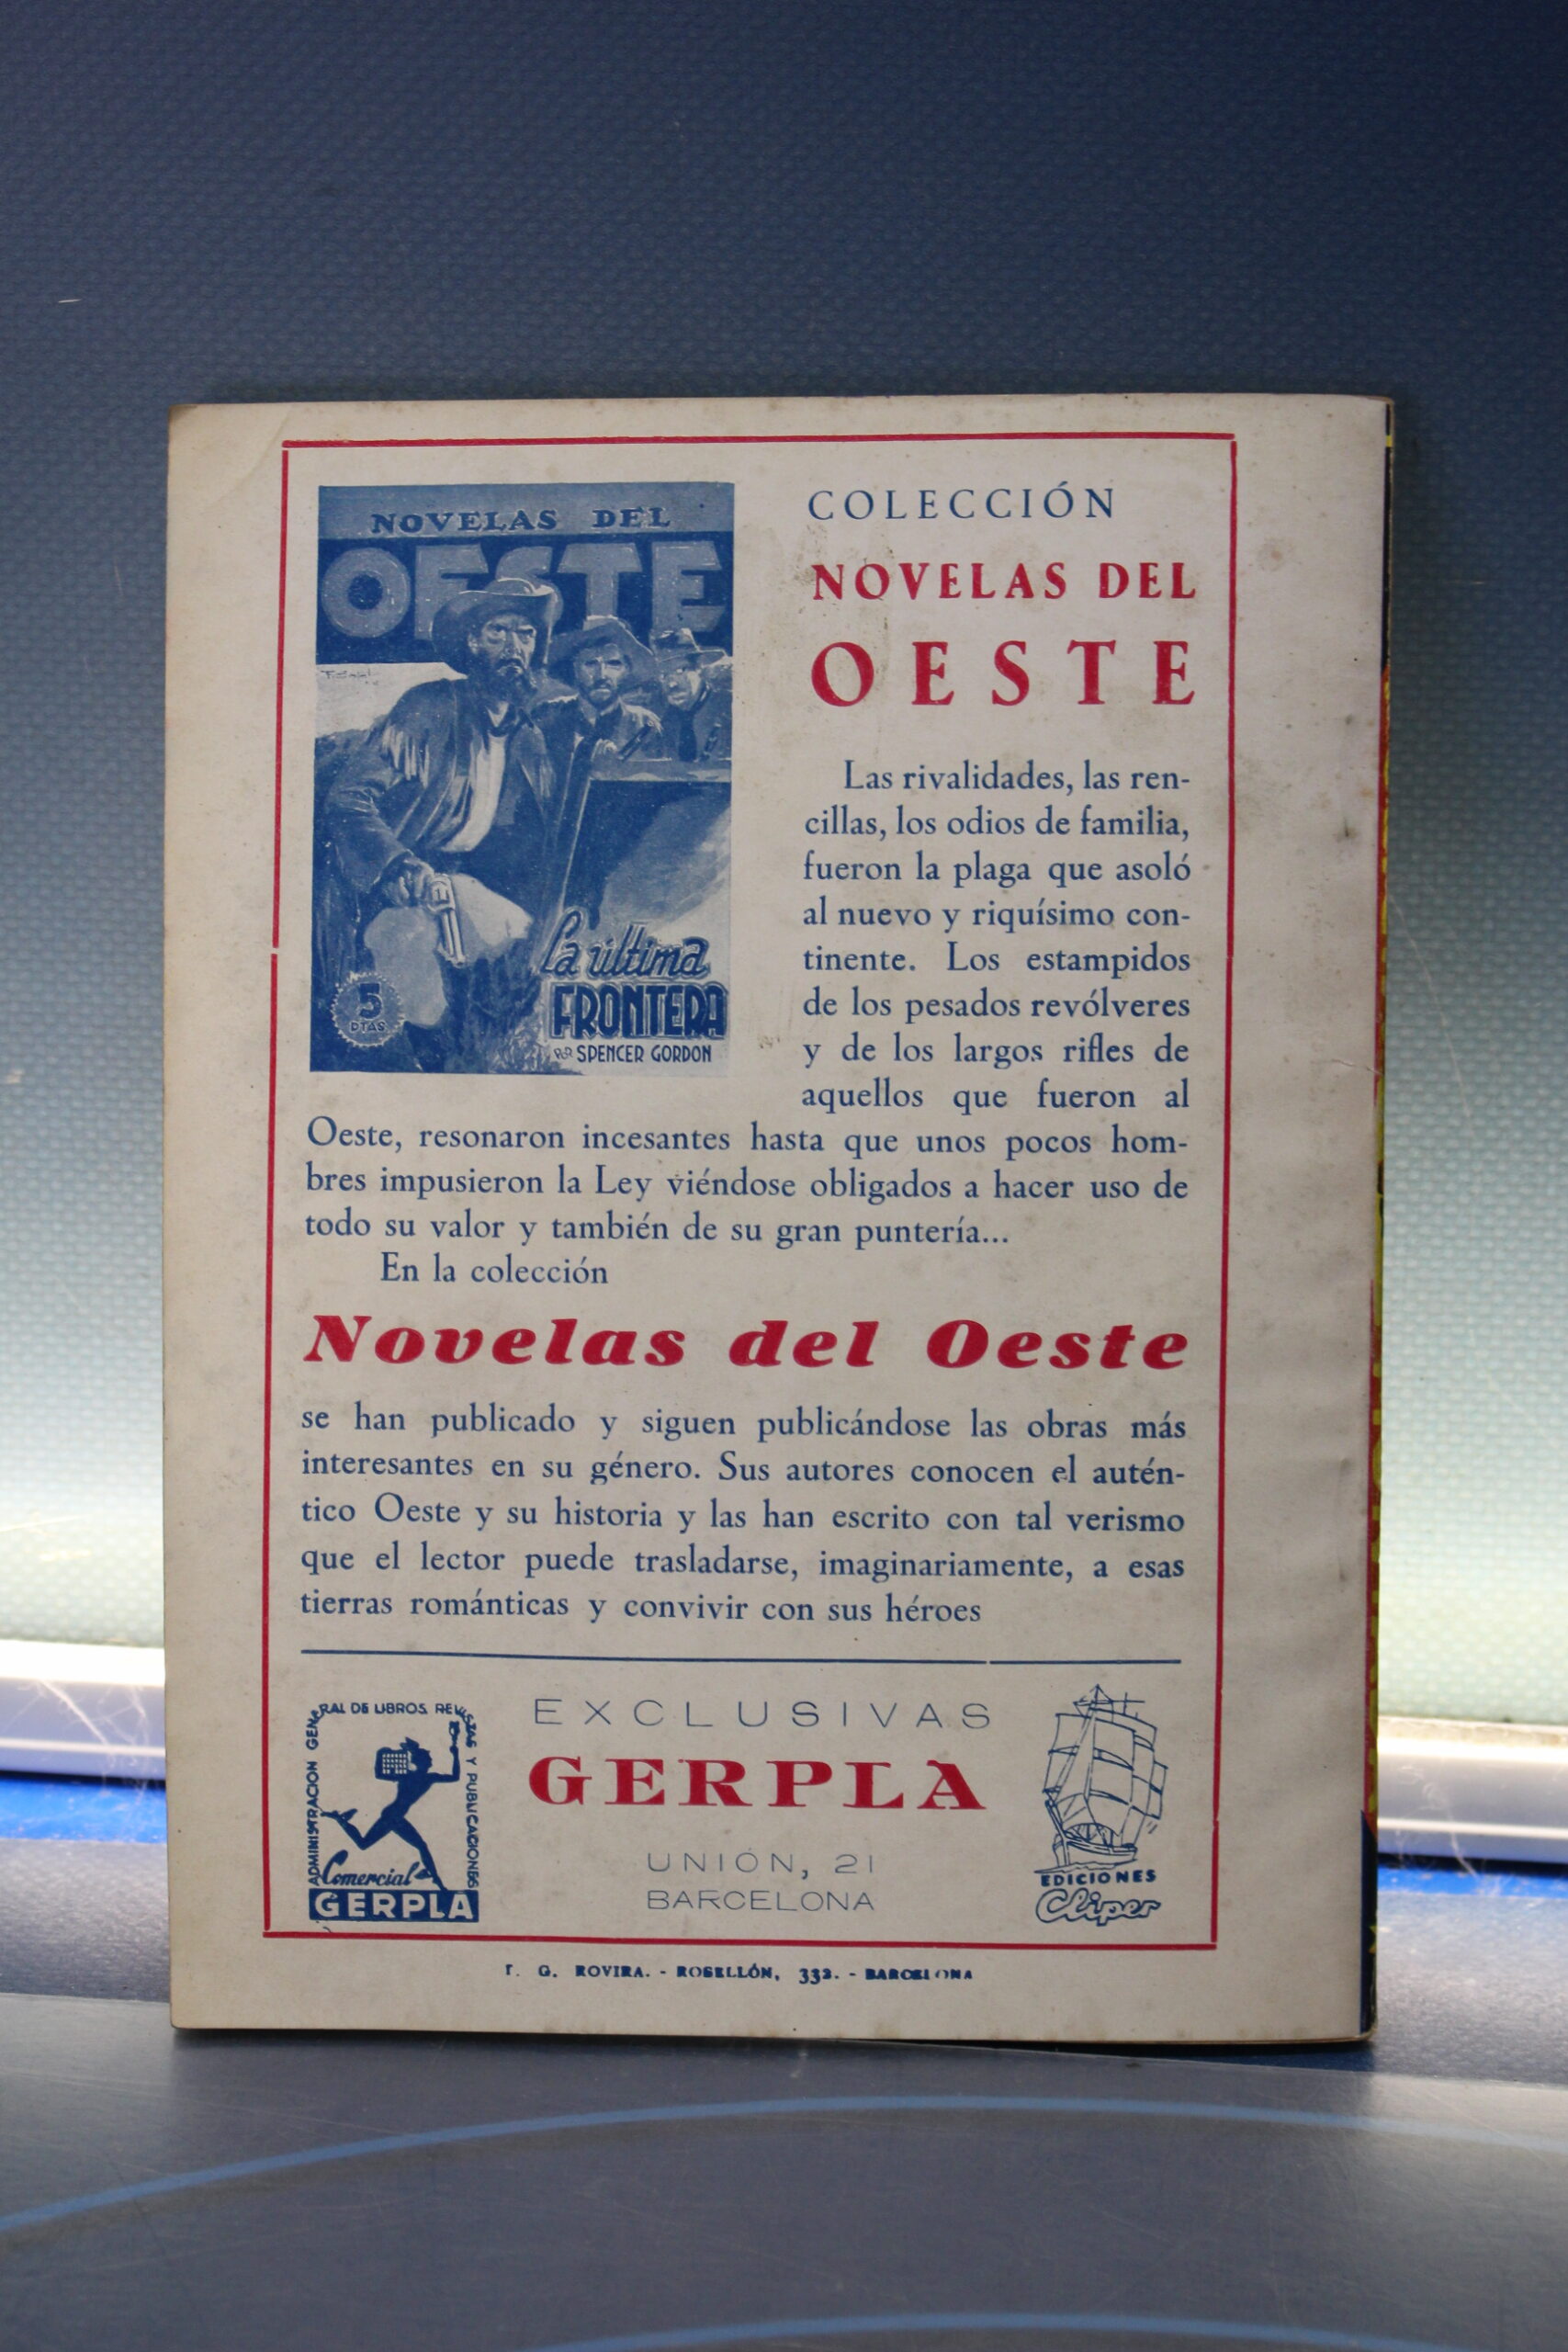 NOVELAS DEL
OESTE
La última
FRONTERA
POR SPENCER GORDON
5
PTAS
COLECCIÓN
NOVELAS DEL
OESTE
Las rivalidades, las ren-
cillas, los odios de familia,
fueron la plaga que asoló
al nuevo y riquísimo con-
tinente. Los estampidos
de los pesados revólveres
y de los largos rifles de
aquellos que fueron al
Oeste, resonaron incesantes hasta que unos pocos hom-
bres impusieron la Ley viéndose obligados a hacer uso de
todo su valor y también de su gran puntería...
En la colección
Novelas del Oeste
se han publicado y siguen publicándose las obras más
interesantes en su género. Sus autores conocen el autén-
tico Oeste y su historia y las han escrito con tal verismo
que el lector puede trasladarse, imaginariamente, a esas
tierras románticas y convivir con sus héroes
ADMINISTRACION GENERAL DE LIBROS REVISTAS Y PUBLICACIONES
Comercial
GERPLA
EXCLUSIVAS
GERPLA
UNIÓN, 21
BARCELONA
EDICIONES
Cliper
G. ROVIRA. - ROSELLÓN, 332. - BARCELONA